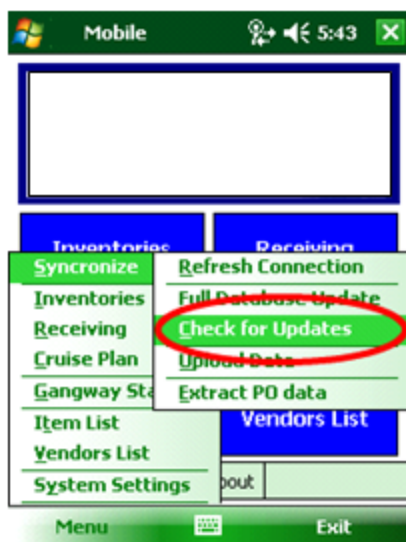 Mobile 5:43
Inventories Receiving
Syncronize Refresh Connection
Inventories Full Database Update
Receiving Check for Updates
Cruise Plan Upload Data
Gangway Sta Extract PO data
Item List Vendors List
Vendors List
System Settings bout
Menu Exit